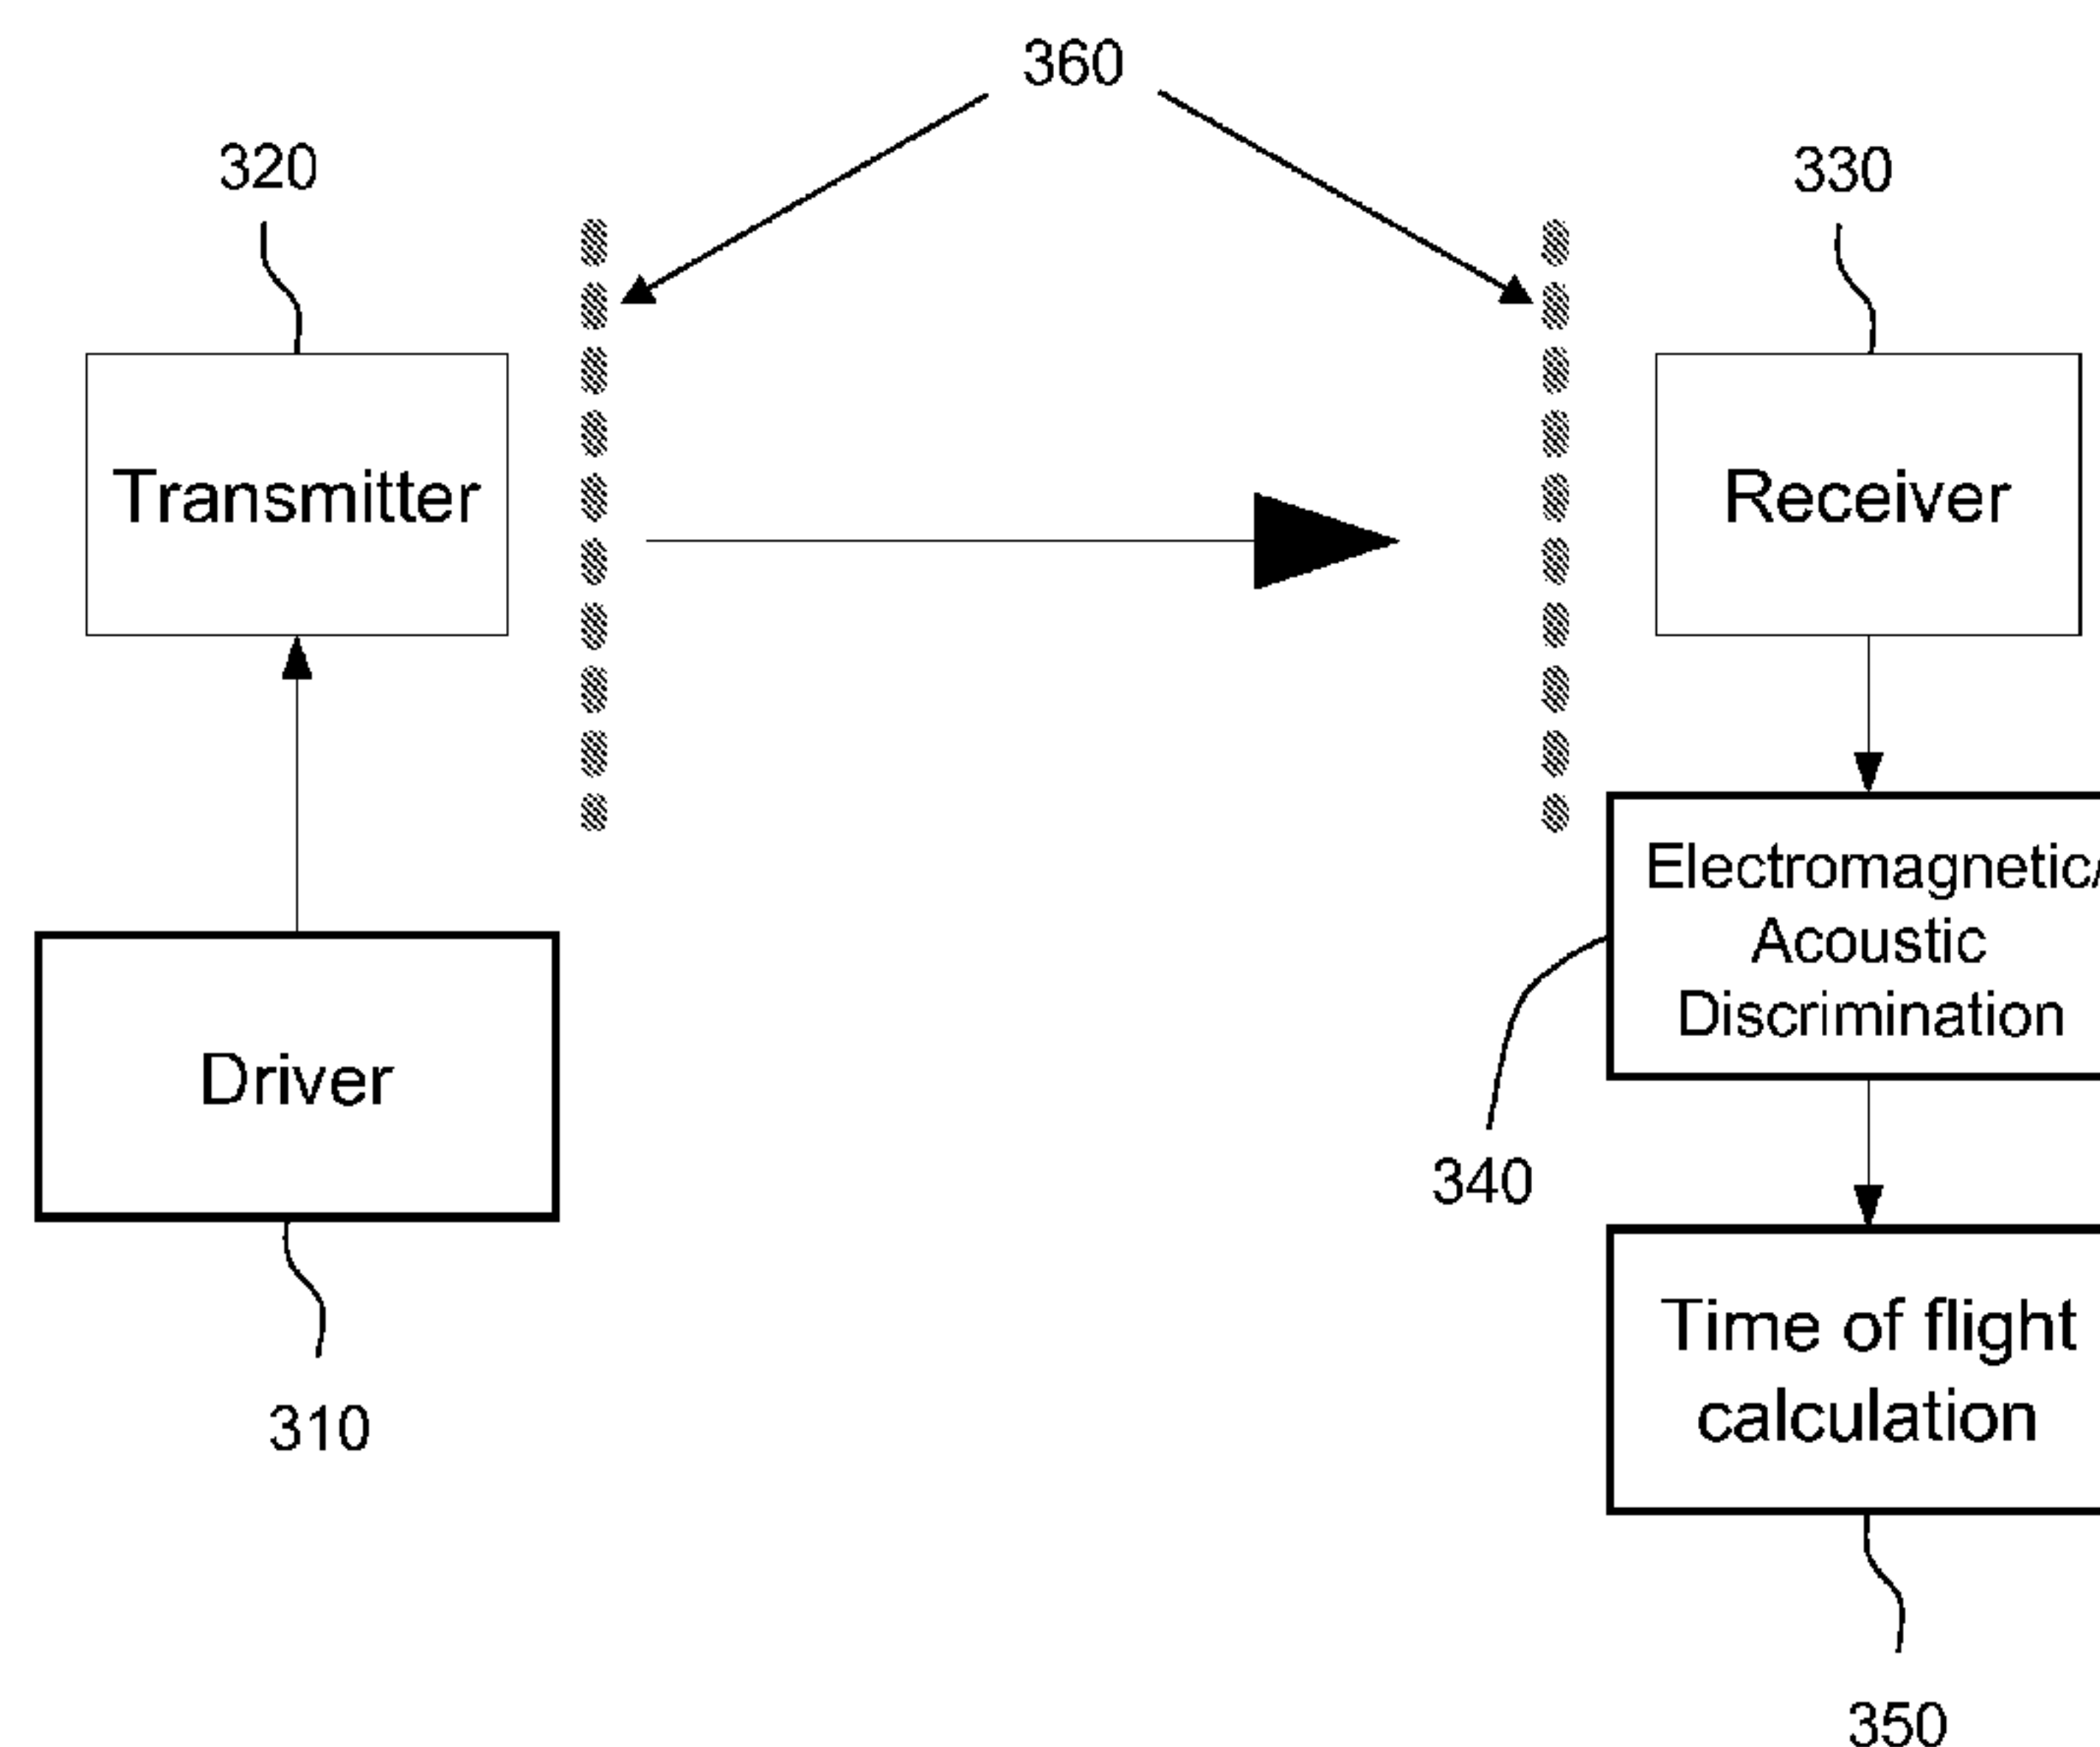 360
320
330
Transmitter
Receiver
Electromagnetic/
Acoustic
Discrimination
Driver
340
Time of flight
calculation
310
350